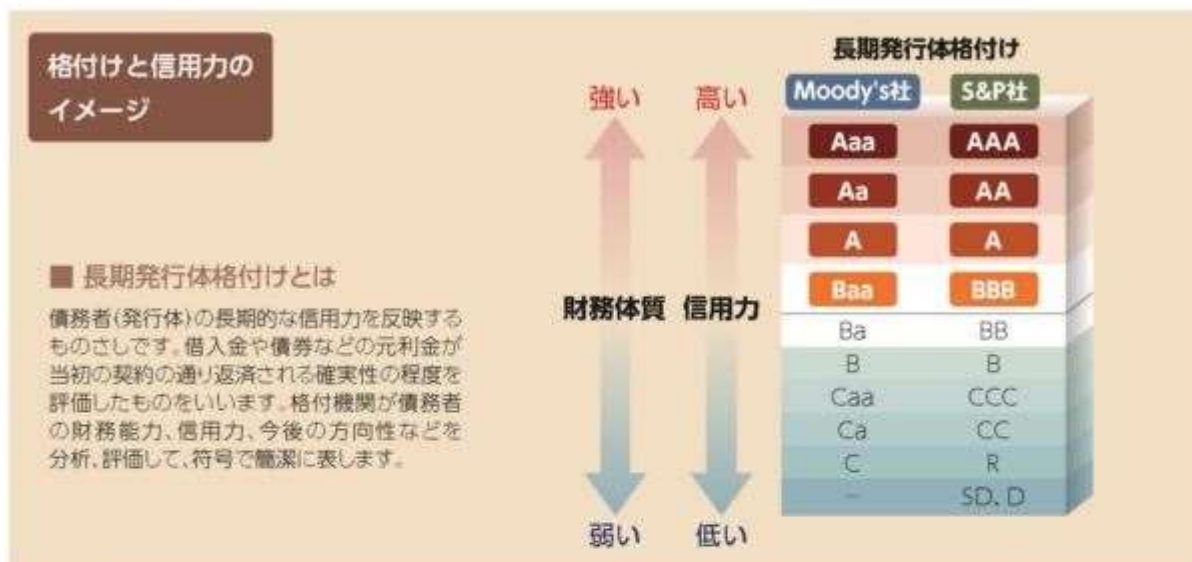 格付けと信用力の
イメージ
■ 長期発行体格付けとは
債務者(発行体)の長期的な信用力を反映する
ものさしです。借入金や債券などの元利金が
当初の契約の通り返済される確実性の程度を
評価したものをいいます。格付機関が債務者
の財務能力、信用力、今後の方向性などを
分析、評価して、符号で簡潔に表します。
長期発行体格付け
強い 高い Moody's社 S&P社
Aaa AAA
Aa AA
A A
Baa BBB
財務体質 信用力
Ba BB
B B
Caa CCC
Ca CC
C R
− SD、D
弱い 低い